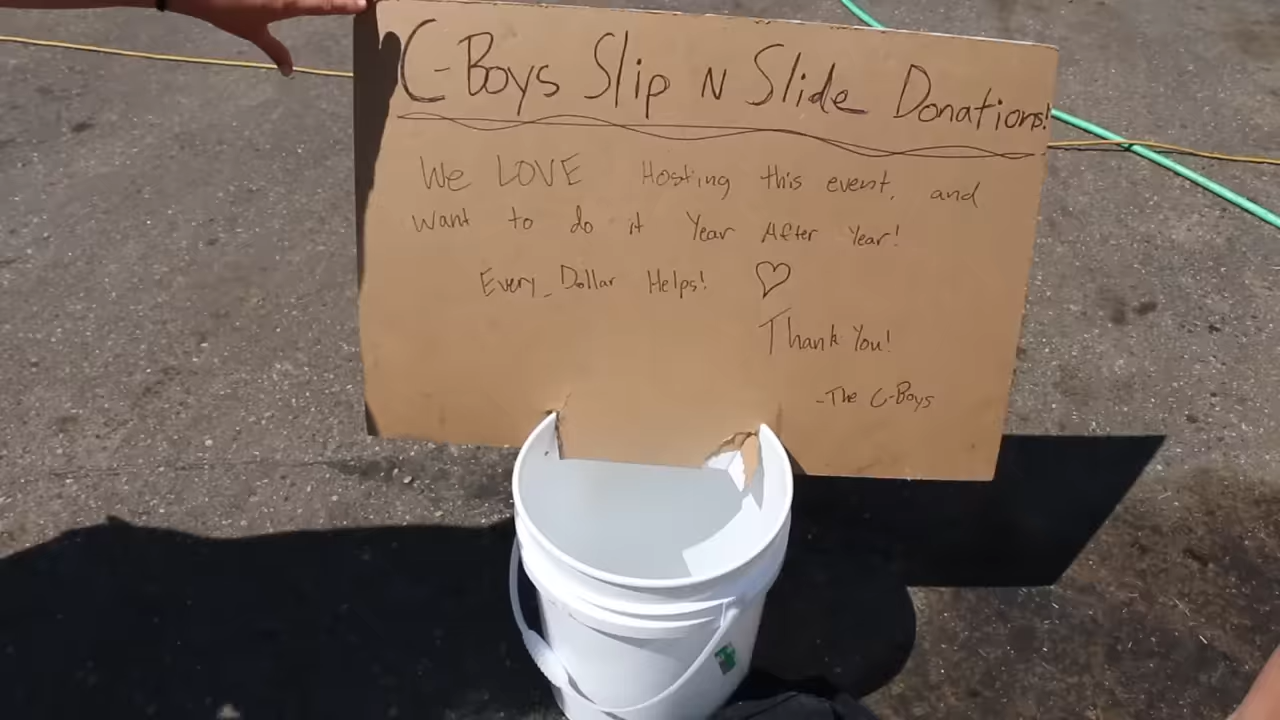 C-Boys Slip N Slide Donations!
We LOVE Hosting this event, and
want to do it Year After Year!
Every Dollar Helps! ♡
Thank You!
-The C-Boys